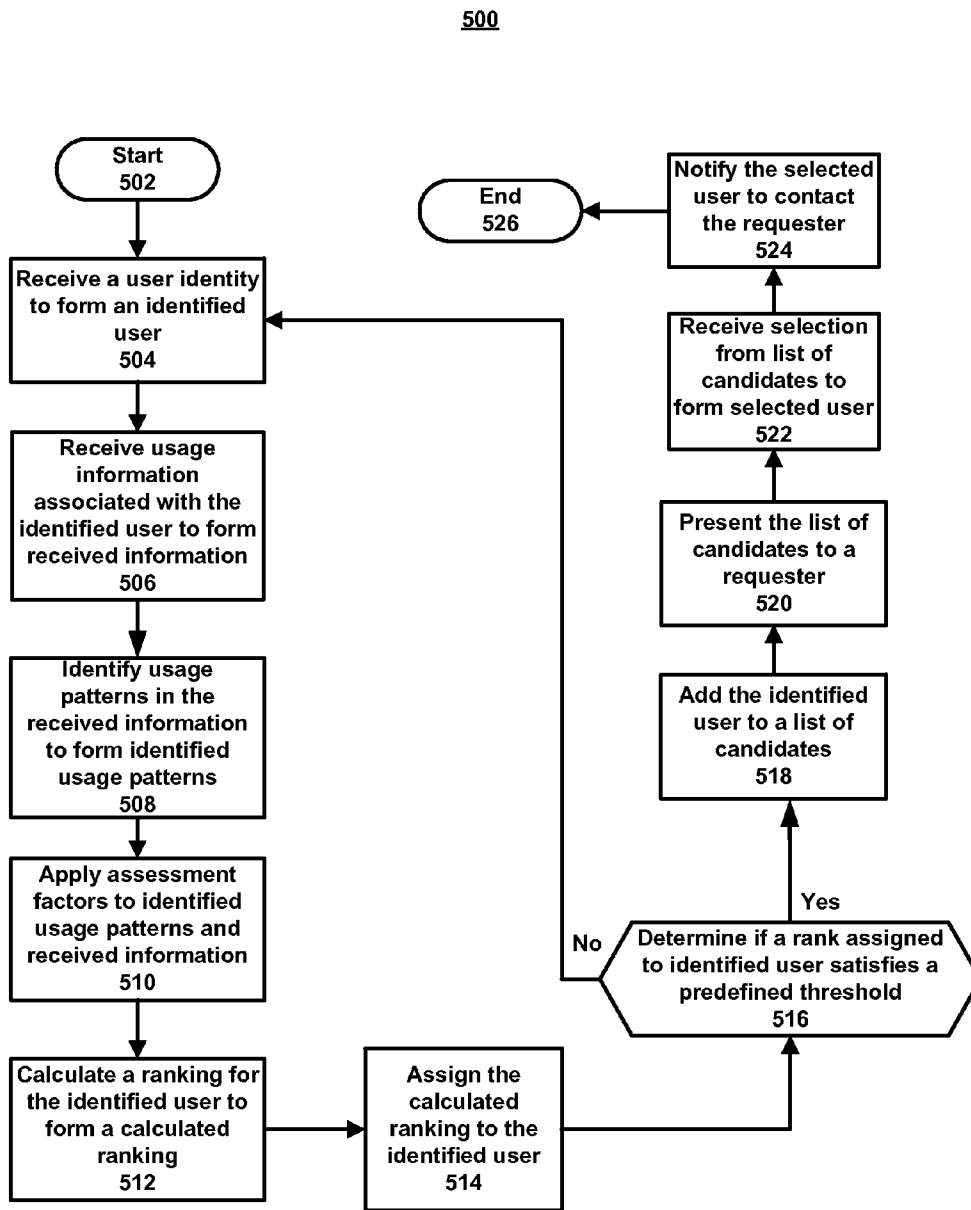 500
Start
502
Receive a user identity
to form an identified
user
504
Receive usage
information
associated with the
identified user to form
received information
506
Identify usage
patterns in the
received information
to form identified
usage patterns
508
Apply assessment
factors to identified
usage patterns and
received information
510
Calculate a ranking for
the identified user to
form a calculated
ranking
512
Assign the
calculated
ranking to the
identified user
514
Determine if a rank assigned
to identified user satisfies a
predefined threshold
516
No
Yes
Add the identified
user to a list of
candidates
518
Present the list of
candidates to a
requester
520
Receive selection
from list of
candidates to
form selected user
522
Notify the selected
user to contact
the requester
524
End
526